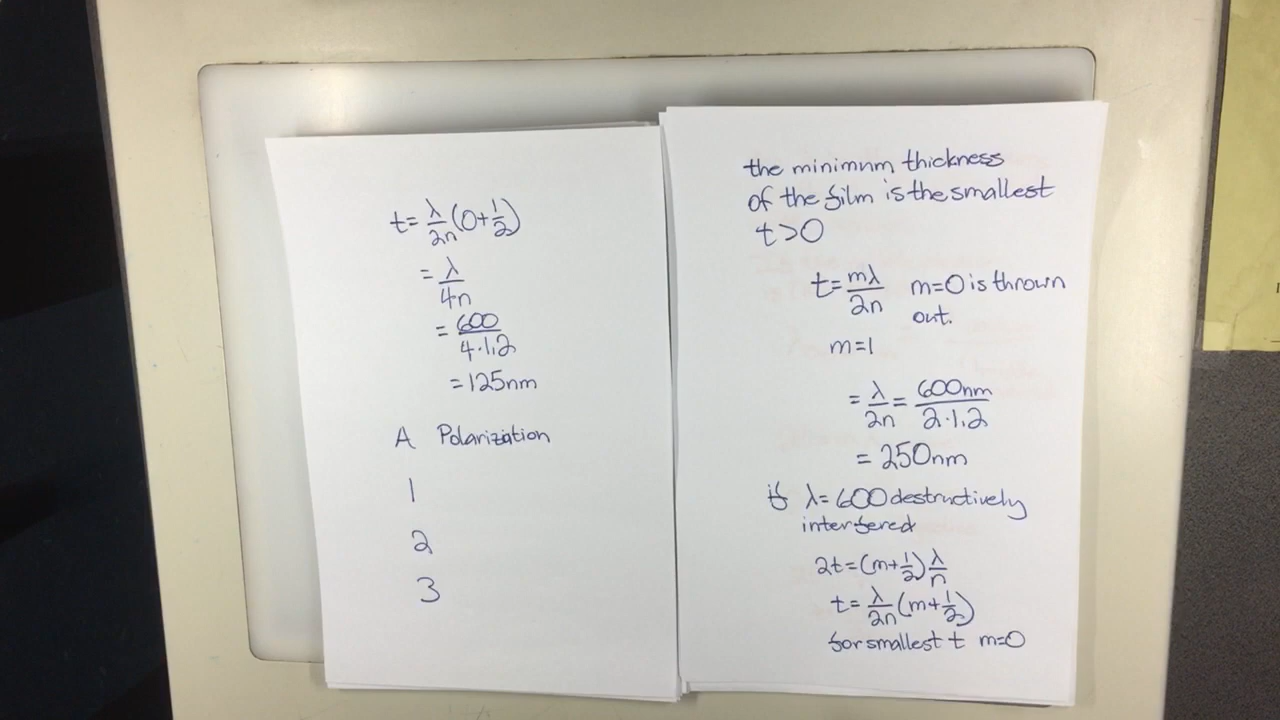 t=λ/2n(0+1/2)
=λ/4n
=600/4·1.2
=125nm
A Polarization
1
2
3
the minimum thickness
of the film is the smallest
t>0
t=mλ/2n m=0 is thrown
out.
m=1
=λ/2n=600nm/2·1.2
=250nm
if λ=600 destructively
interfered
2t=(m+1/2)λ/n
t=λ/2n(m+1/2)
for smallest t m=0